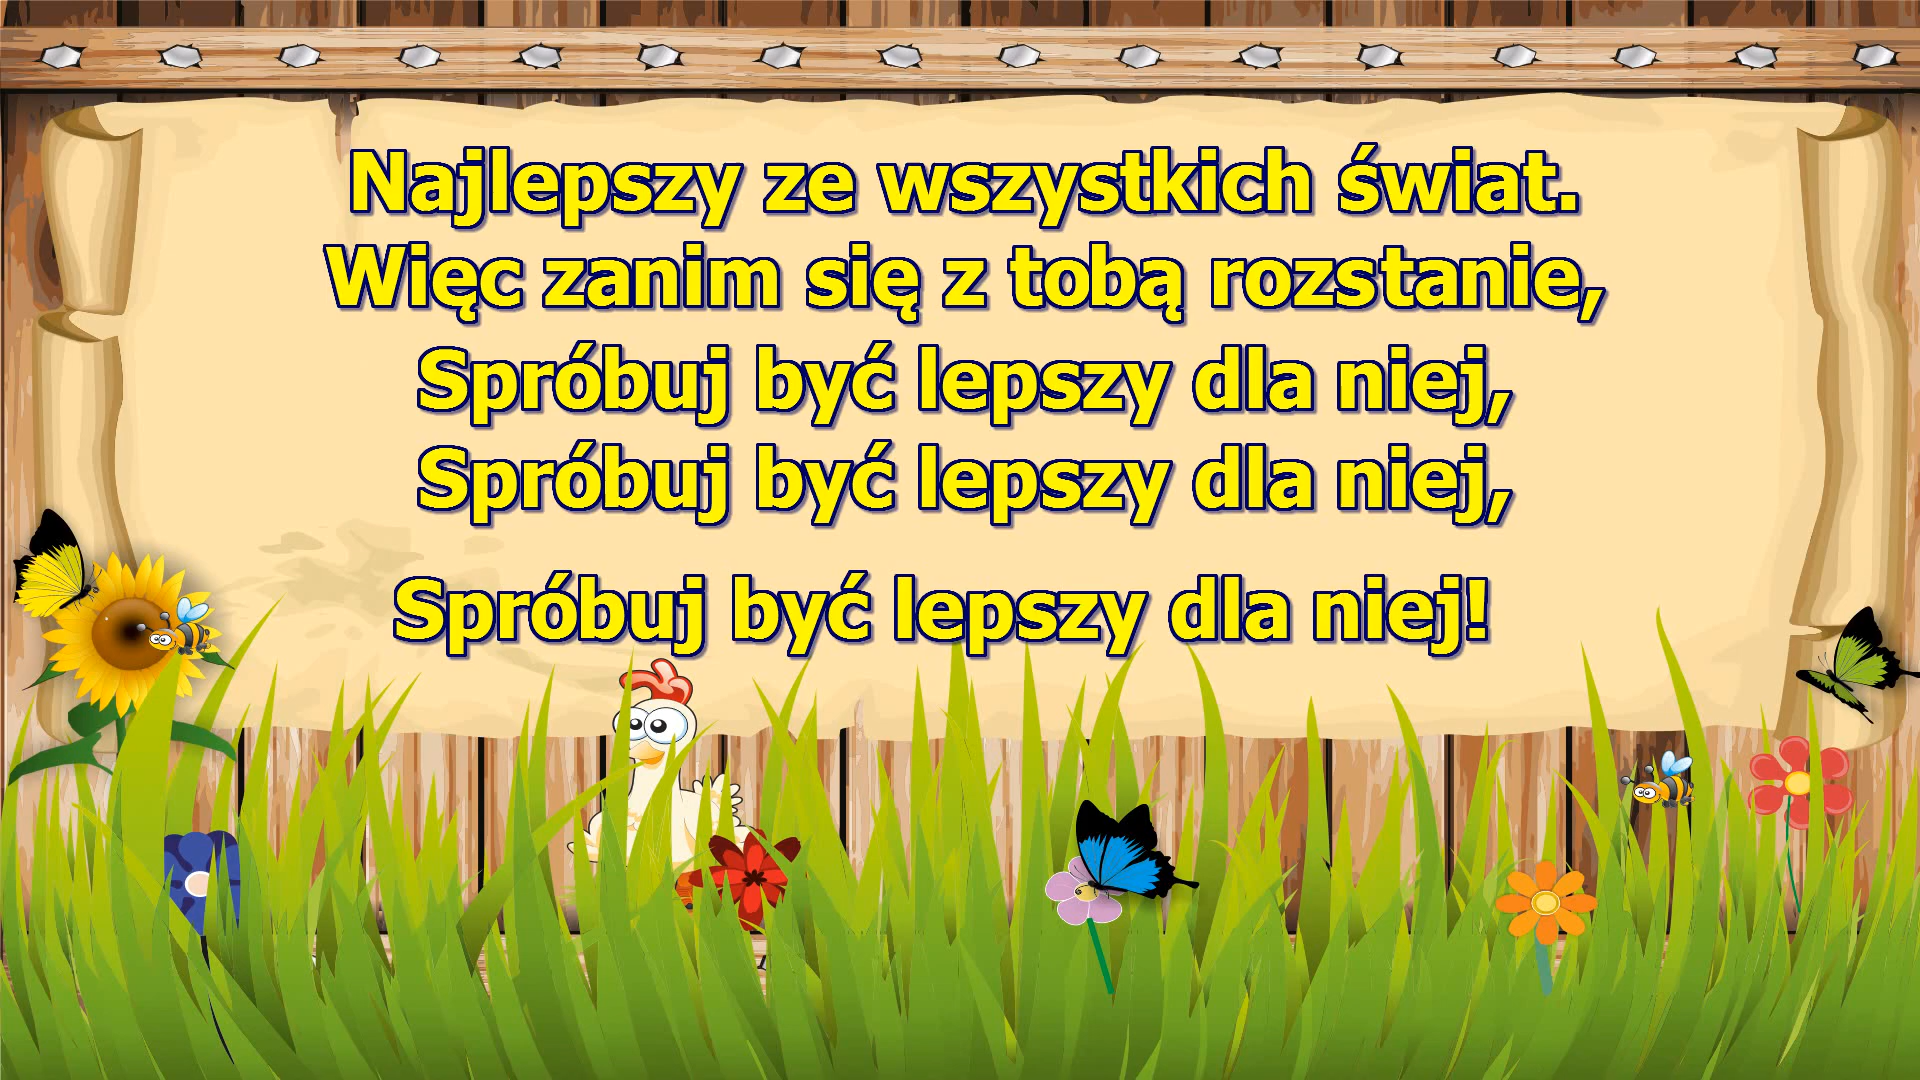 Najlepszy ze wszystkich świat.
Więc zanim się z tobą rozstanie,
Spróbuj być lepszy dla niej,
Spróbuj być lepszy dla niej,
Spróbuj być lepszy dla niej!